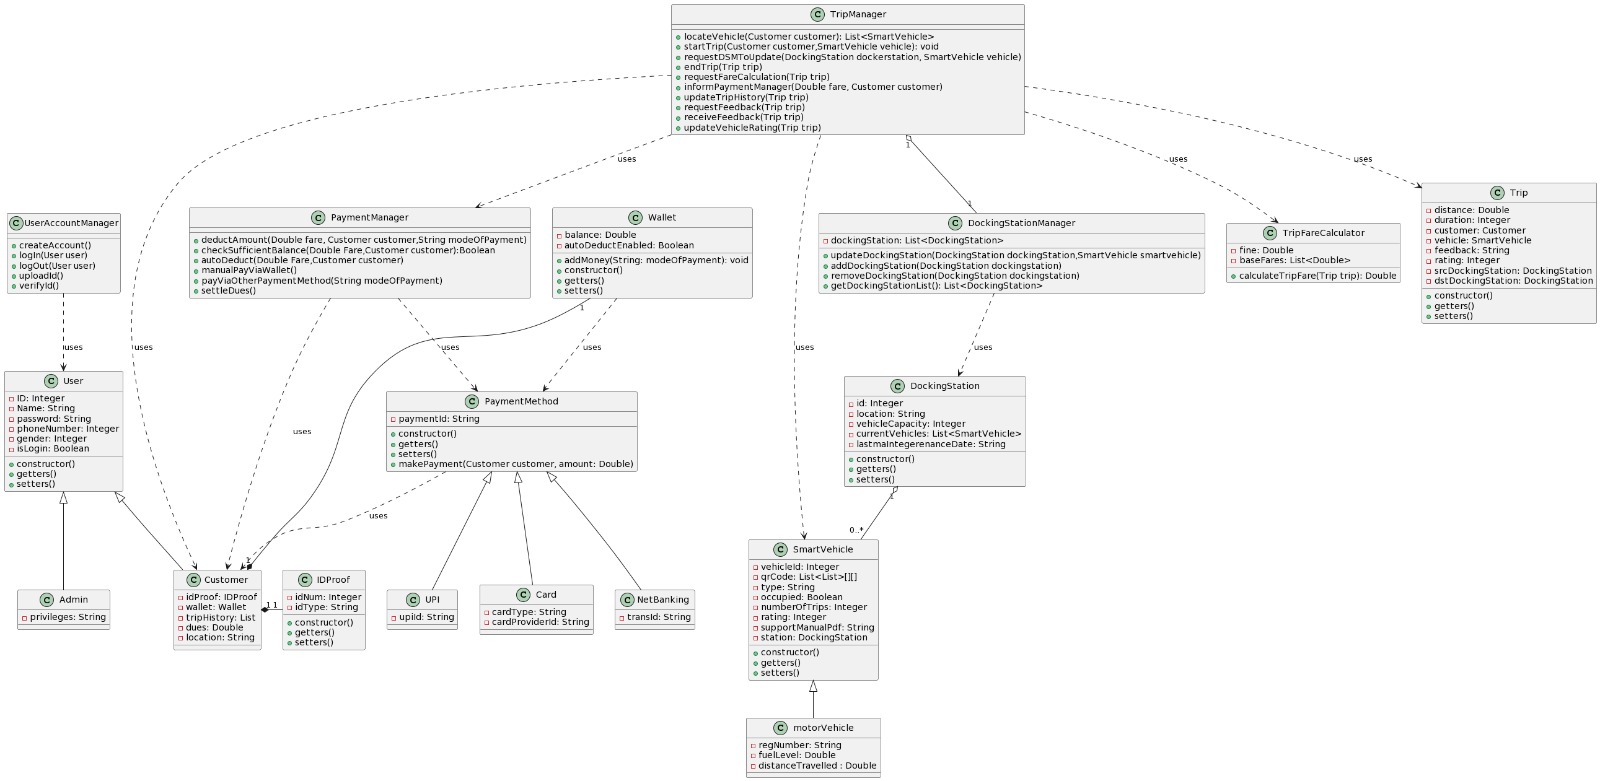 C TripManager
locateVehicle(Customer customer): List<SmartVehicle>
startTrip(Customer customer,SmartVehicle vehicle): void
requestDSMToUpdate(DockingStation dockerstation, SmartVehicle vehicle)
endTrip(Trip trip)
requestFareCalculation(Trip trip)
informPaymentManager(Double fare, Customer customer)
updateTripHistory(Trip trip)
requestFeedback(Trip trip)
receiveFeedback(Trip trip)
updateVehicleRating(Trip trip)
1
uses
uses
uses
C UserAccountManager
createAccount()
logIn(User user)
logOut(User user)
uploadId()
verifyId()
C PaymentManager
deductAmount(Double fare, Customer customer,String modeOfPayment)
checkSufficientBalance(Double Fare,Customer customer):Boolean
autoDeduct(Double Fare,Customer customer)
manualPayViaWallet()
payViaOtherPaymentMethod(String modeOfPayment)
settleDues()
C Wallet
balance: Double
autoDeductEnabled: Boolean
addMoney(String: modeOfPayment): void
constructor()
getters()
setters()
1
1
C DockingStationManager
dockingStation: List<DockingStation>
updateDockingStation(DockingStation dockingStation,SmartVehicle smartvehicle)
addDockingStation(DockingStation dockingstation)
removeDockingStation(DockingStation dockingstation)
getDockingStationList(): List<DockingStation>
C TripFareCalculator
fine: Double
baseFares: List<Double>
calculateTripFare(Trip trip): Double
C Trip
distance: Double
duration: Integer
customer: Customer
vehicle: SmartVehicle
feedback: String
rating: Integer
srcDockingStation: DockingStation
dstDockingStation: DockingStation
constructor()
getters()
setters()
uses
uses
uses
uses
uses
uses
C User
ID: Integer
Name: String
password: String
phoneNumber: Integer
gender: Integer
isLogin: Boolean
constructor()
getters()
setters()
uses
C PaymentMethod
paymentId: String
constructor()
getters()
setters()
makePayment(Customer customer, amount: Double)
C DockingStation
id: Integer
location: String
vehicleCapacity: Integer
currentVehicles: List<SmartVehicle>
lastmaIntegerenanceDate: String
constructor()
getters()
setters()
uses
1
0..*
C Admin
privileges: String
1
C Customer
idProof: IDProof
wallet: Wallet
tripHistory: List
dues: Double
location: String
1 1
C IDProof
idNum: Integer
idType: String
constructor()
getters()
setters()
C UPI
upiId: String
C Card
cardType: String
cardProviderId: String
C NetBanking
transId: String
C SmartVehicle
vehicleId: Integer
qrCode: List<List>[][]
type: String
occupied: Boolean
numberOfTrips: Integer
rating: Integer
supportManualPdf: String
station: DockingStation
constructor()
getters()
setters()
C motorVehicle
regNumber: String
fuelLevel: Double
distanceTravelled : Double